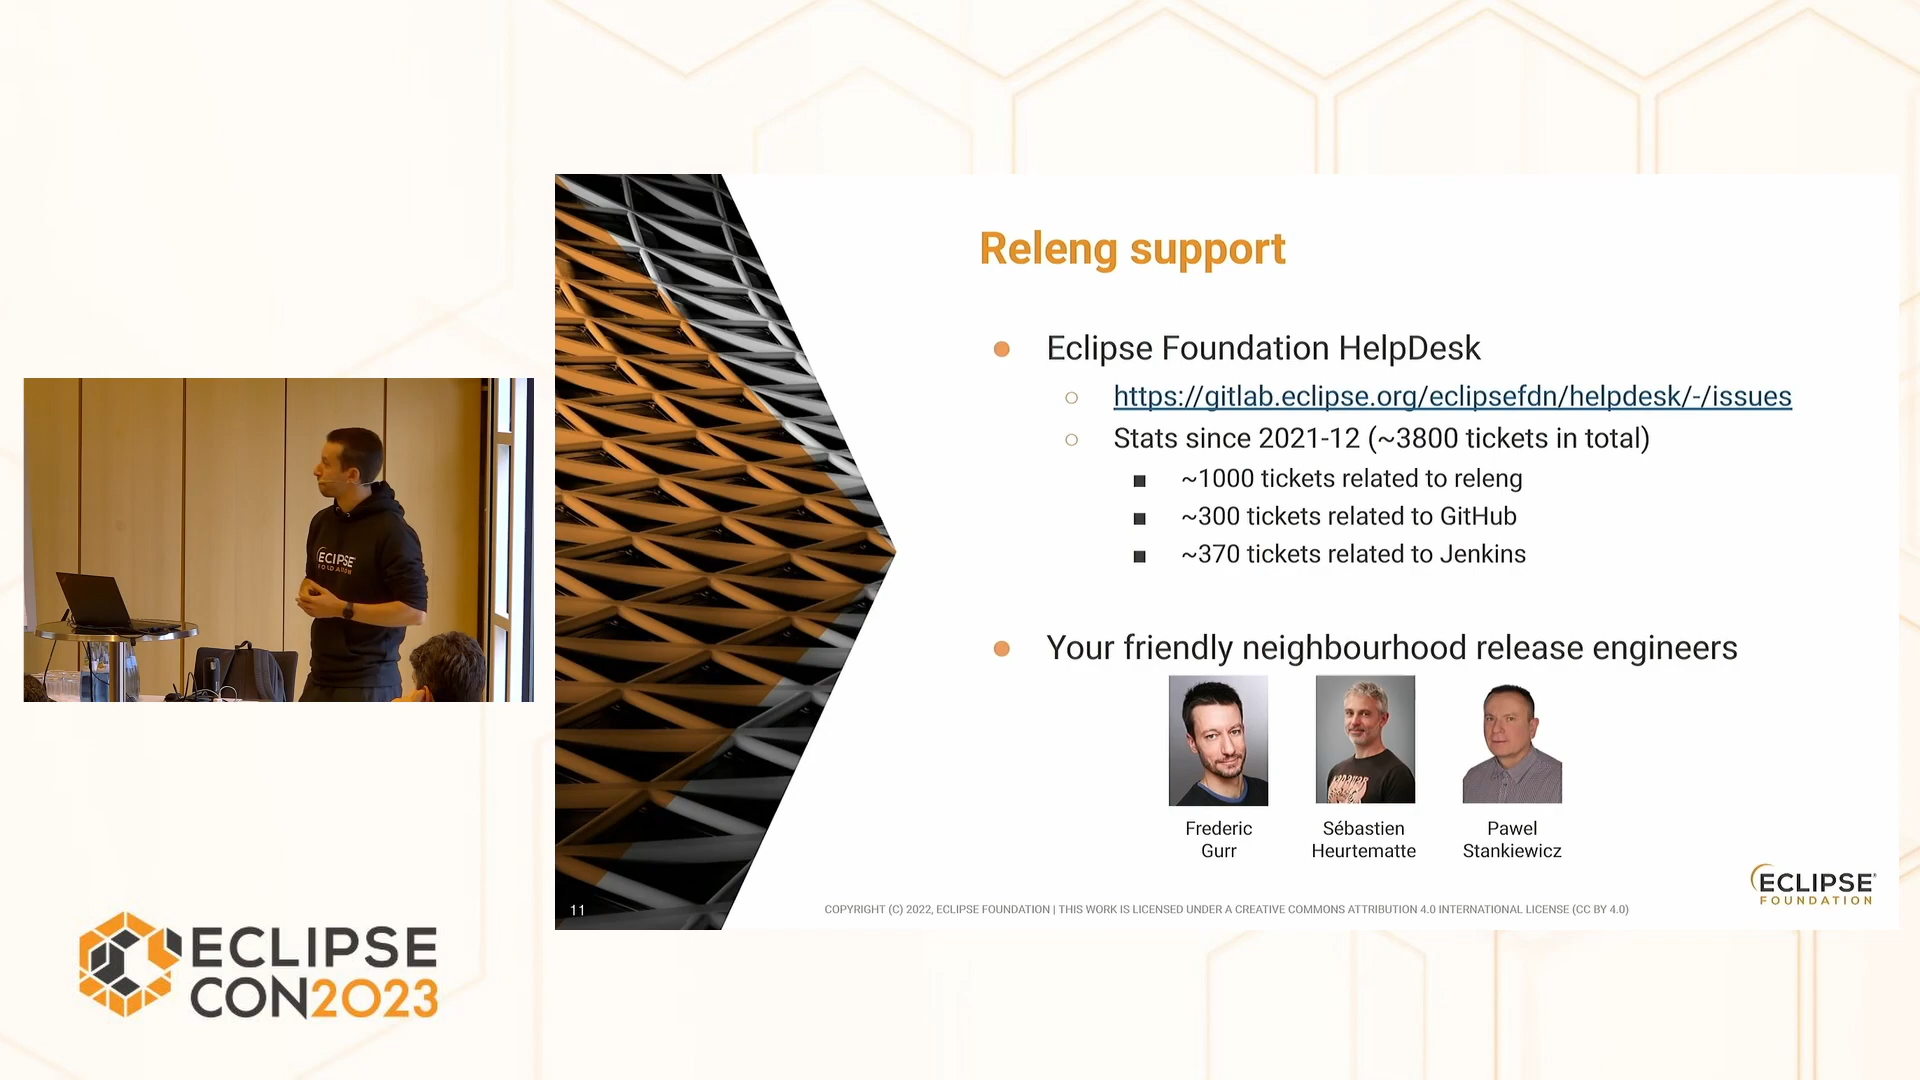 Releng support
Eclipse Foundation HelpDesk
https://gitlab.eclipse.org/eclipsefdn/helpdesk/-/issues
Stats since 2021-12 (~3800 tickets in total)
~1000 tickets related to releng
~300 tickets related to GitHub
~370 tickets related to Jenkins
Your friendly neighbourhood release engineers
Frederic
Gurr
Sébastien
Heurtematte
Pawel
Stankiewicz
11
COPYRIGHT (C) 2022, ECLIPSE FOUNDATION | THIS WORK IS LICENSED UNDER A CREATIVE COMMONS ATTRIBUTION 4.0 INTERNATIONAL LICENSE (CC BY 4.0)
ECLIPSE
FOUNDATION
ECLIPSE
FOUNDATION
ECLIPSE
CON2023